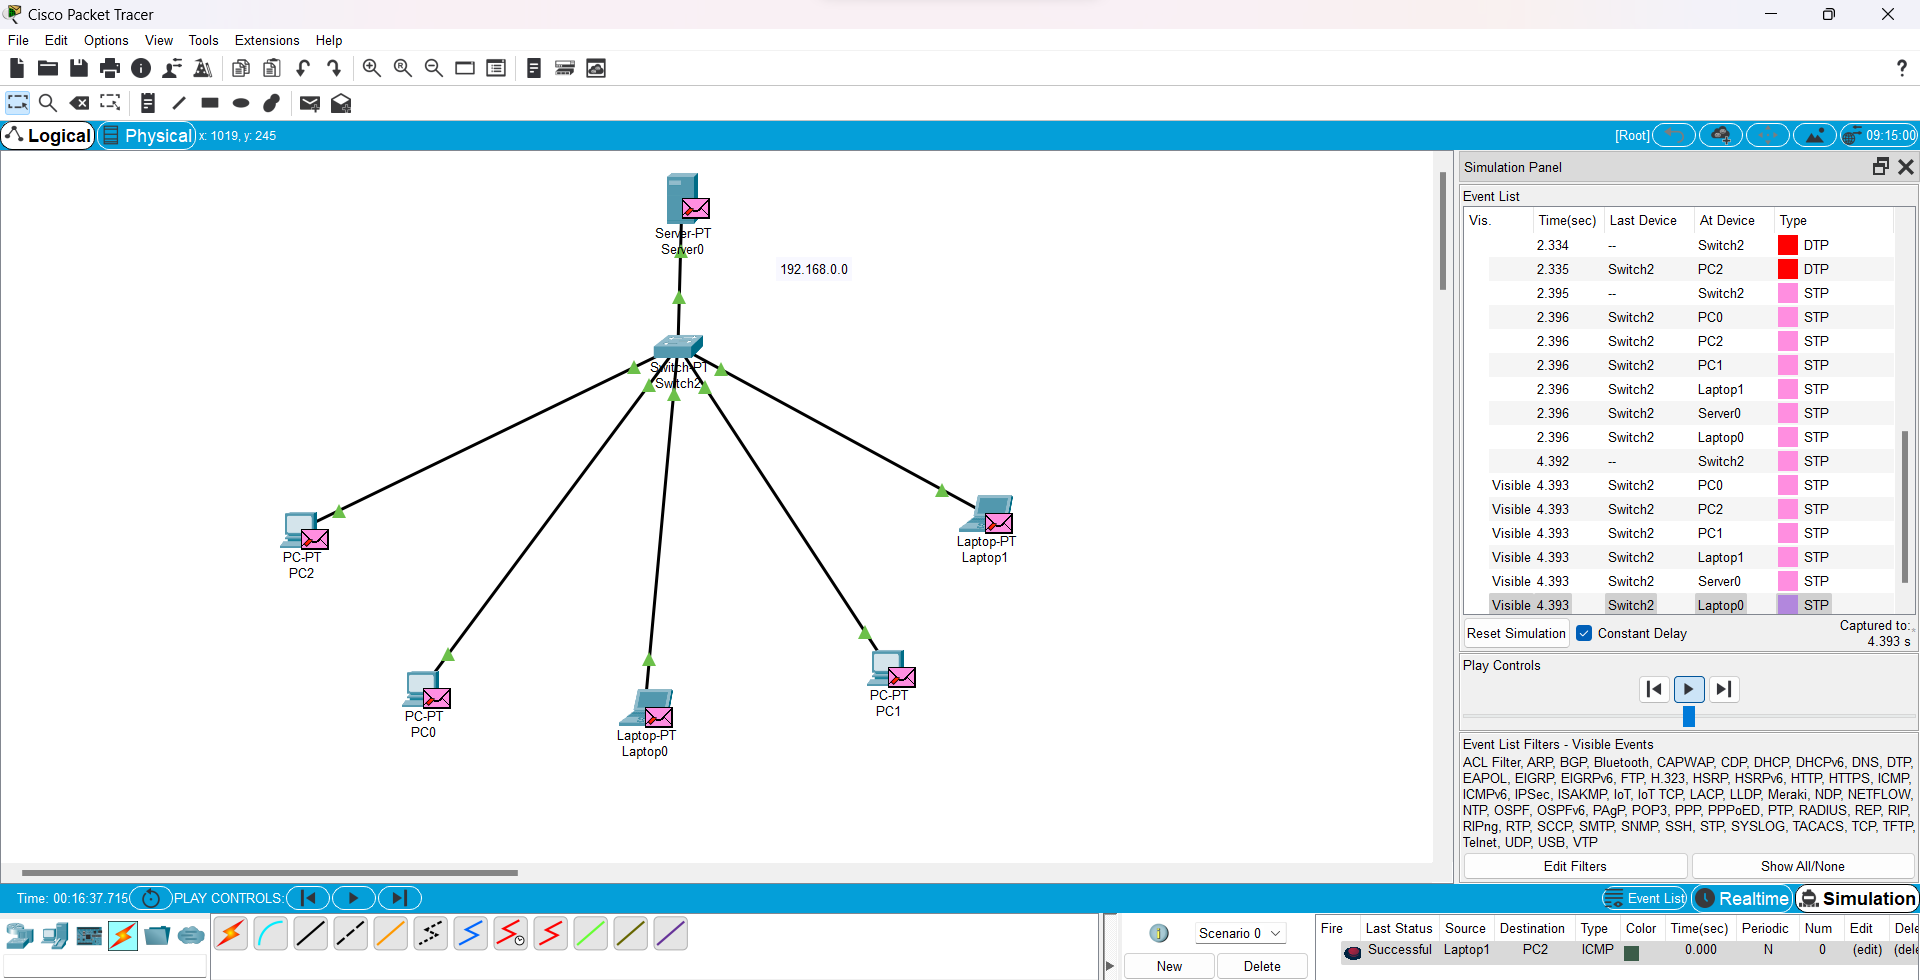 Cisco Packet Tracer
File Edit Options View Tools Extensions Help
?
Logical Physical x: 1019, y: 245 [Root] 09:15:00
Server-PT
Server0
192.168.0.0
Switch-PT
Switch2
PC-PT
PC2
Laptop-PT
Laptop1
PC-PT
PC0
Laptop-PT
Laptop0
PC-PT
PC1
Simulation Panel
Event List
Vis. Time(sec) Last Device At Device Type
2.334 -- Switch2 DTP
2.335 Switch2 PC2 DTP
2.395 -- Switch2 STP
2.396 Switch2 PC0 STP
2.396 Switch2 PC2 STP
2.396 Switch2 PC1 STP
2.396 Switch2 Laptop1 STP
2.396 Switch2 Server0 STP
2.396 Switch2 Laptop0 STP
4.392 -- Switch2 STP
Visible 4.393 Switch2 PC0 STP
Visible 4.393 Switch2 PC2 STP
Visible 4.393 Switch2 PC1 STP
Visible 4.393 Switch2 Laptop1 STP
Visible 4.393 Switch2 Server0 STP
Visible 4.393 Switch2 Laptop0 STP
Reset Simulation Constant Delay Captured to:
4.393 s
Play Controls
Event List Filters - Visible Events
ACL Filter, ARP, BGP, Bluetooth, CAPWAP, CDP, DHCP, DHCPv6, DNS, DTP,
EAPOL, EIGRP, EIGRPv6, FTP, H.323, HSRP, HSRPv6, HTTP, HTTPS, ICMP,
ICMPv6, IPSec, ISAKMP, IoT, IoT TCP, LACP, LLDP, Meraki, NDP, NETFLOW,
NTP, OSPF, OSPFv6, PAgP, POP3, PPP, PPPoED, PTP, RADIUS, REP, RIP,
RIPng, RTP, SCCP, SMTP, SNMP, SSH, STP, SYSLOG, TACACS, TCP, TFTP,
Telnet, UDP, USB, VTP
Edit Filters Show All/None
Time: 00:16:37.715 PLAY CONTROLS: Event List Realtime Simulation
Scenario 0
New Delete
Fire Last Status Source Destination Type Color Time(sec) Periodic Num Edit Dele
Successful Laptop1 PC2 ICMP 0.000 N 0 (edit) (dele